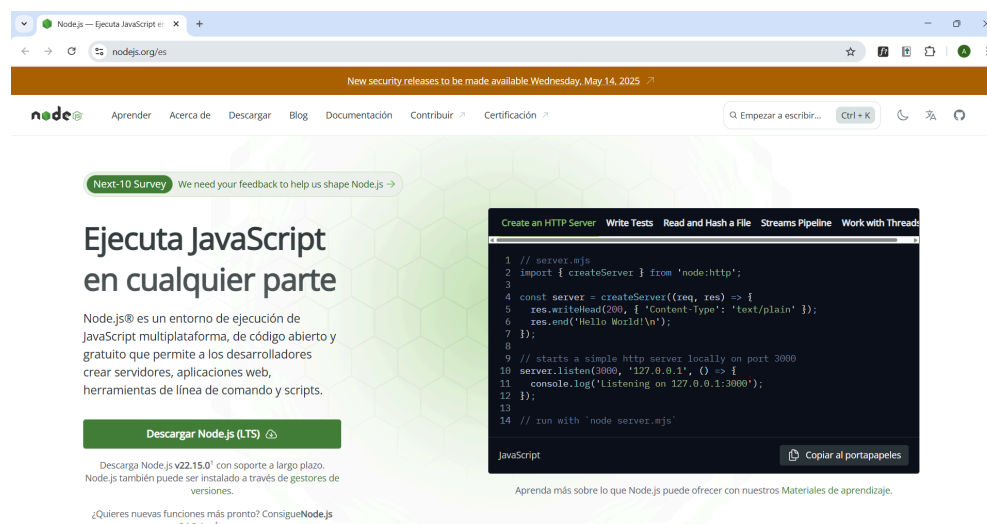 Node.js — Ejecuta JavaScript en
nodejs.org/es
A
New security releases to be made available Wednesday, May 14, 2025
node
JS
Aprender
Acerca de
Descargar
Blog
Documentación
Contribuir
Certificación
Empezar a escribir...
Ctrl + K
Next-10 Survey
We need your feedback to help us shape Node.js
Ejecuta JavaScript
en cualquier parte
Node.js® es un entorno de ejecución de
JavaScript multiplataforma, de código abierto y
gratuito que permite a los desarrolladores
crear servidores, aplicaciones web,
herramientas de línea de comando y scripts.
Descargar Node.js (LTS)
Descarga Node.js v22.15.0¹ con soporte a largo plazo.
Node.js también puede ser instalado a través de gestores de
versiones.
¿Quieres nuevas funciones más pronto? ConsigueNode.js
Create an HTTP Server
Write Tests
Read and Hash a File
Streams Pipeline
Work with Threads
1 // server.mjs
2 import { createServer } from 'node:http';
3
4 const server = createServer((req, res) => {
5   res.writeHead(200, { 'Content-Type': 'text/plain' });
6   res.end('Hello World!\n');
7 });
8
9 // starts a simple http server locally on port 3000
10 server.listen(3000, '127.0.0.1', () => {
11   console.log('Listening on 127.0.0.1:3000');
12 });
13
14 // run with `node server.mjs`
JavaScript
Copiar al portapapeles
Aprenda más sobre lo que Node.js puede ofrecer con nuestros Materiales de aprendizaje.